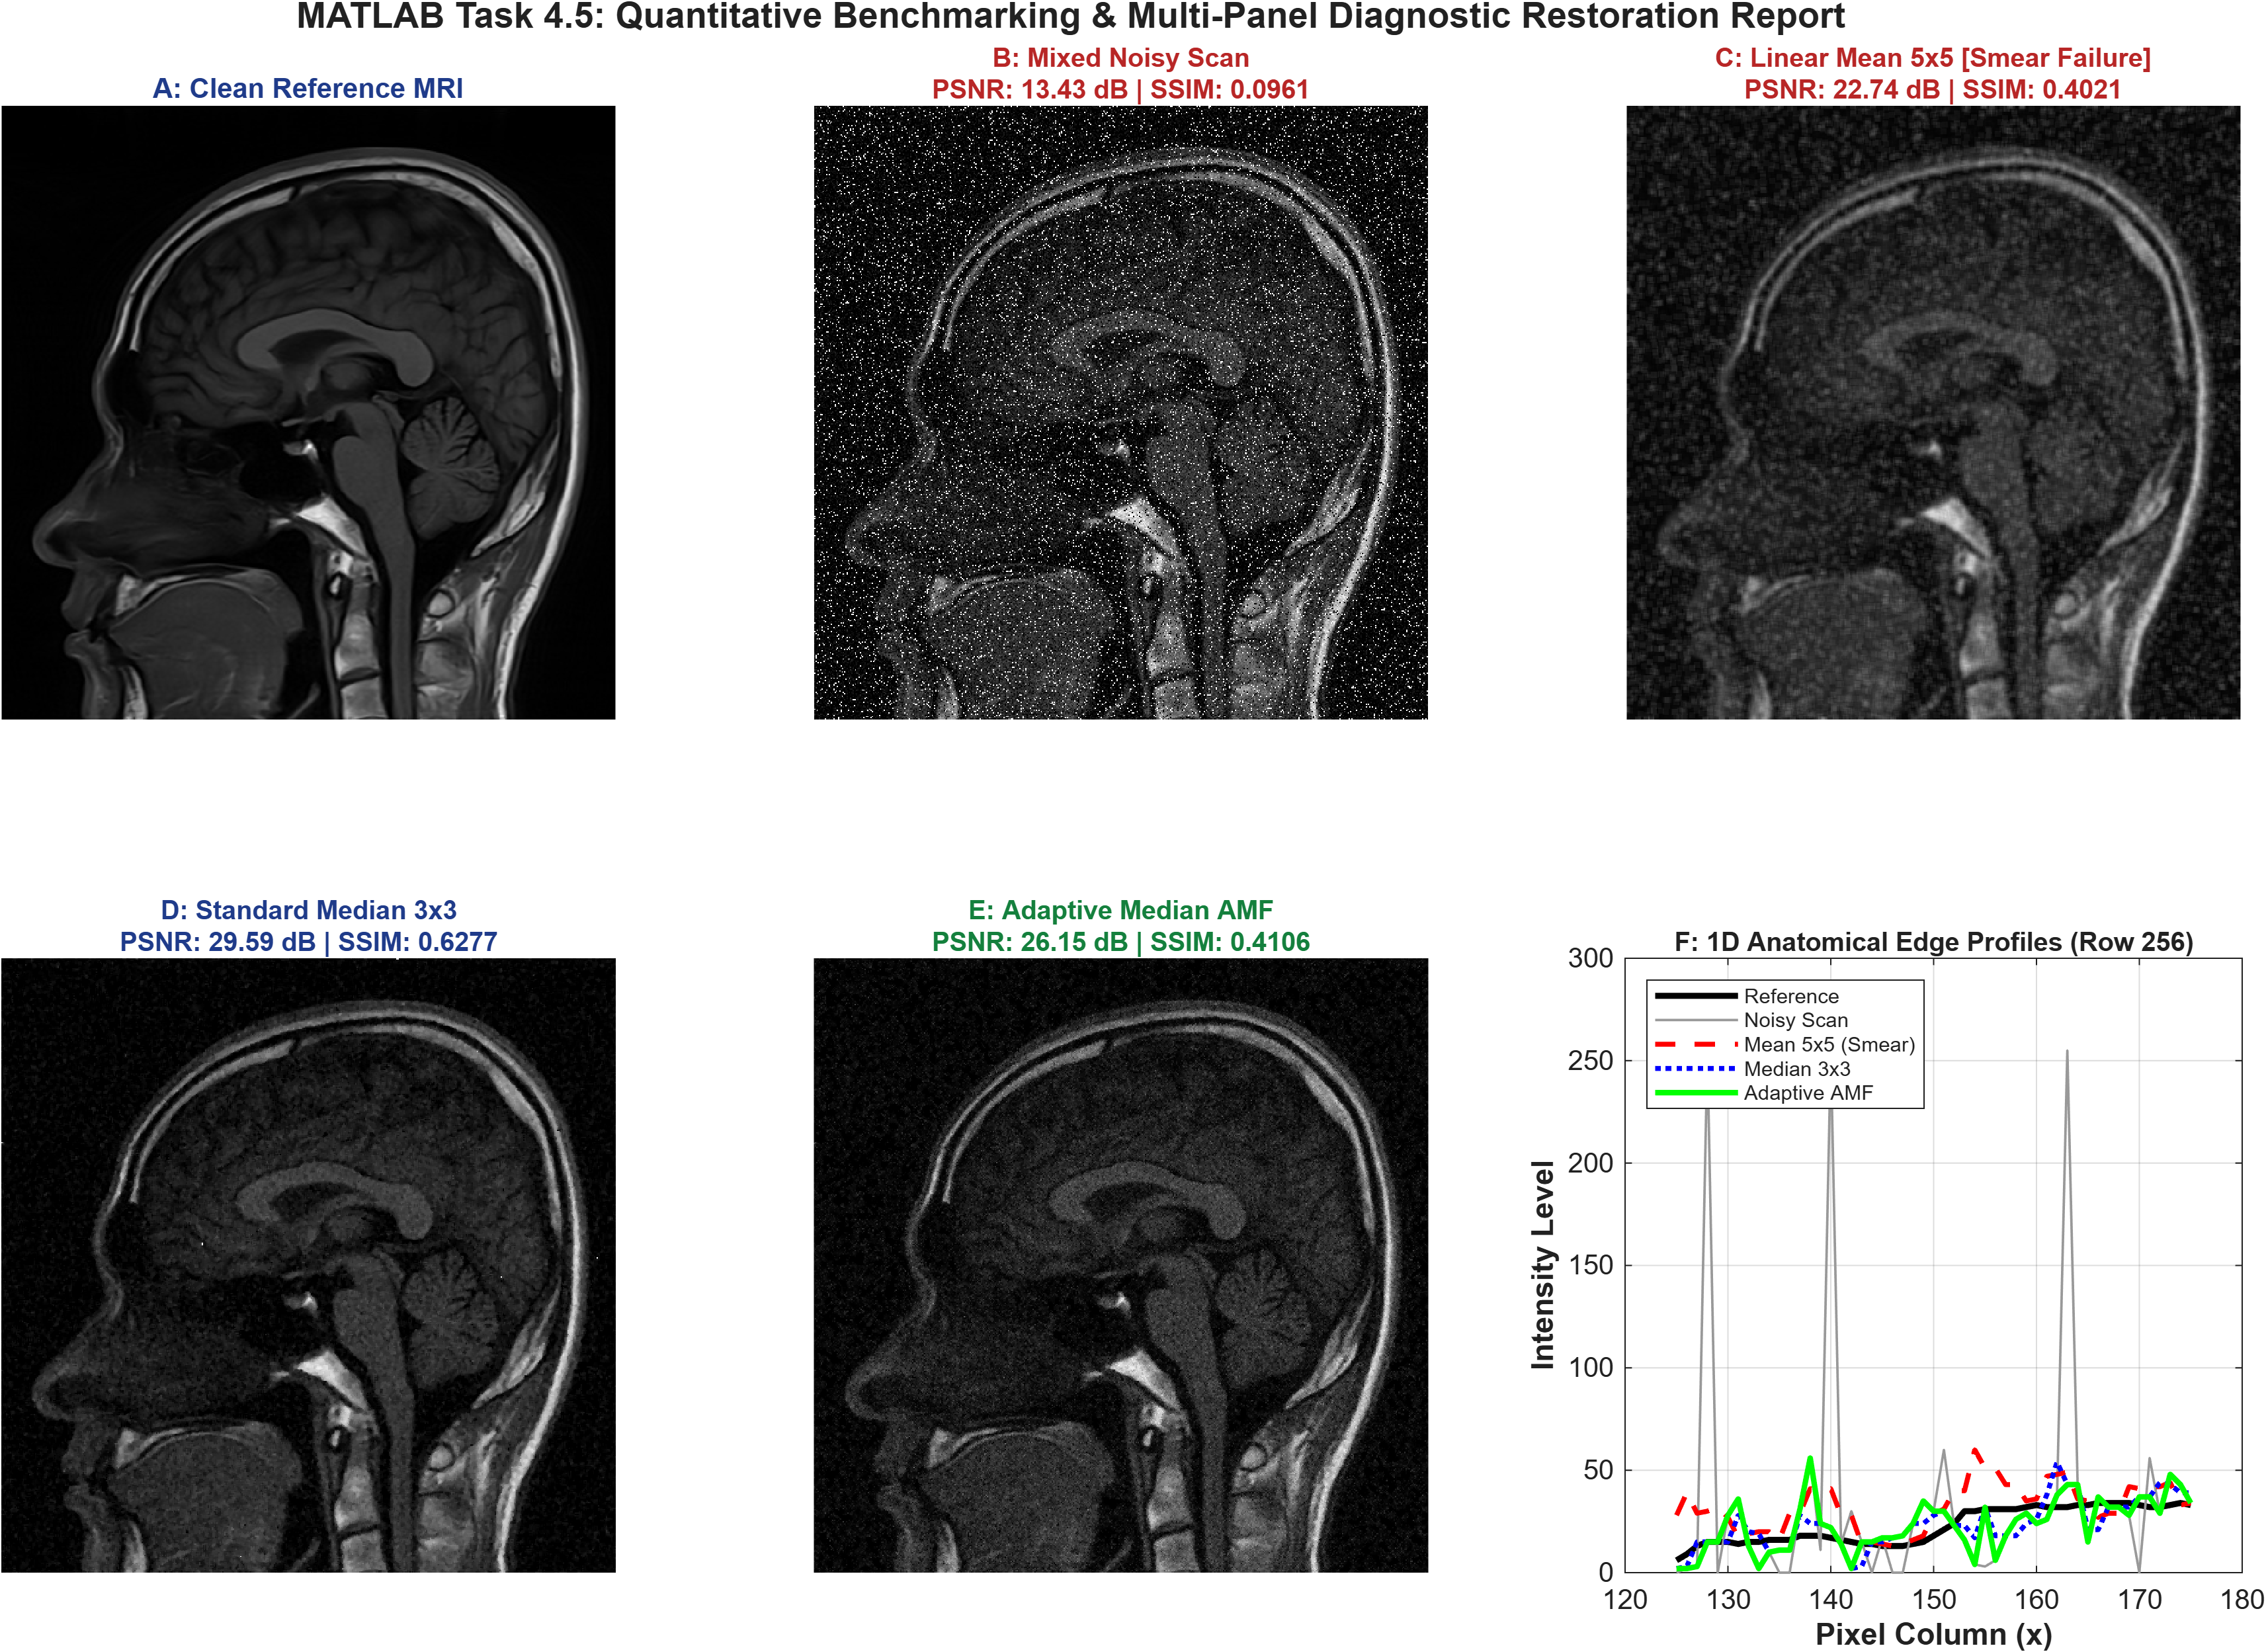 MATLAB Task 4.5: Quantitative Benchmarking & Multi-Panel Diagnostic Restoration Report
A: Clean Reference MRI
B: Mixed Noisy Scan
PSNR: 13.43 dB | SSIM: 0.0961
C: Linear Mean 5x5 [Smear Failure]
PSNR: 22.74 dB | SSIM: 0.4021
D: Standard Median 3x3
PSNR: 29.59 dB | SSIM: 0.6277
E: Adaptive Median AMF
PSNR: 26.15 dB | SSIM: 0.4106
F: 1D Anatomical Edge Profiles (Row 256)
Reference
Noisy Scan
Mean 5x5 (Smear)
Median 3x3
Adaptive AMF
Intensity Level
300
250
200
150
100
50
0
120 130 140 150 160 170 180
Pixel Column (x)